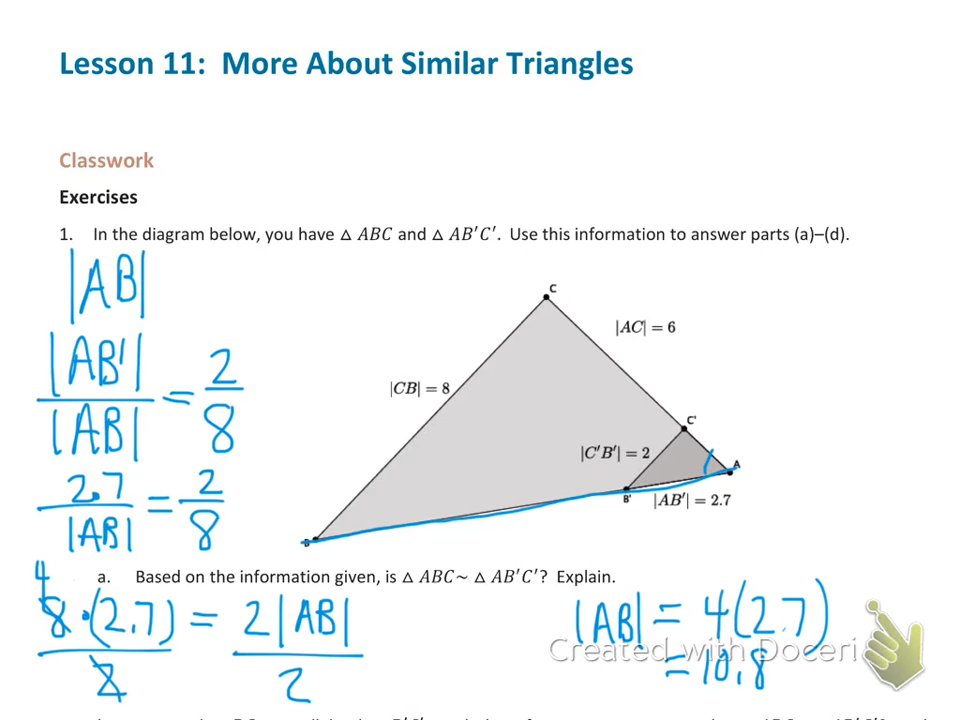 Lesson 11: More About Similar Triangles
Classwork
Exercises
1. In the diagram below, you have △ ABC and △ AB′C′. Use this information to answer parts (a)–(d).
|AB|
|AB'| / |AB| = 2/8
2.7 / |AB| = 2/8
C
|AC| = 6
|CB| = 8
C'
|C′B′| = 2
A
B'
|AB′| = 2.7
B
a. Based on the information given, is △ ABC~ △ AB′C′? Explain.
4
8·(2.7) / 2 = 2|AB| / 2
|AB| = 4(2.7)
= 10.8
Created with Doceri